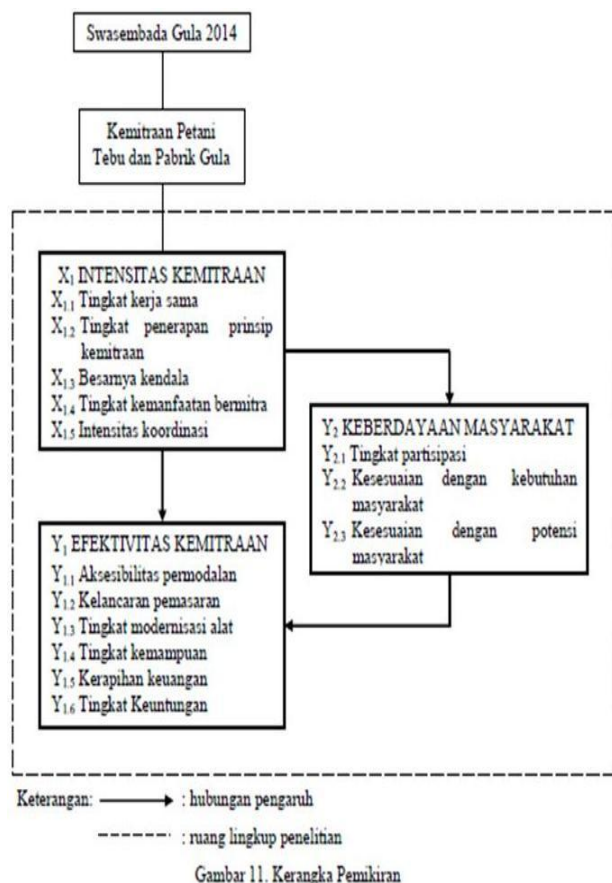 Swasembada Gula 2014
Kemitraan Petani
Tebu dan Pabrik Gula
X₁ INTENSITAS KEMITRAAN
X₁.₁ Tingkat kerja sama
X₁.₂ Tingkat penerapan prinsip
kemitraan
X₁.₃ Besarnya kendala
X₁.₄ Tingkat kemanfaatan bermitra
X₁.₅ Intensitas koordinasi
Y₂ KEBERDAYAAN MASYARAKAT
Y₂.₁ Tingkat partisipasi
Y₂.₂ Kesesuaian dengan kebutuhan
masyarakat
Y₂.₃ Kesesuaian dengan potensi
masyarakat
Y₁ EFEKTIVITAS KEMITRAAN
Y₁.₁ Aksesibilitas permodalan
Y₁.₂ Kelancaran pemasaran
Y₁.₃ Tingkat modernisasi alat
Y₁.₄ Tingkat kemampuan
Y₁.₅ Kerapihan keuangan
Y₁.₆ Tingkat Keuntungan
Keterangan: : hubungan pengaruh
: ruang lingkup penelitian
Gambar 11. Kerangka Pemikiran